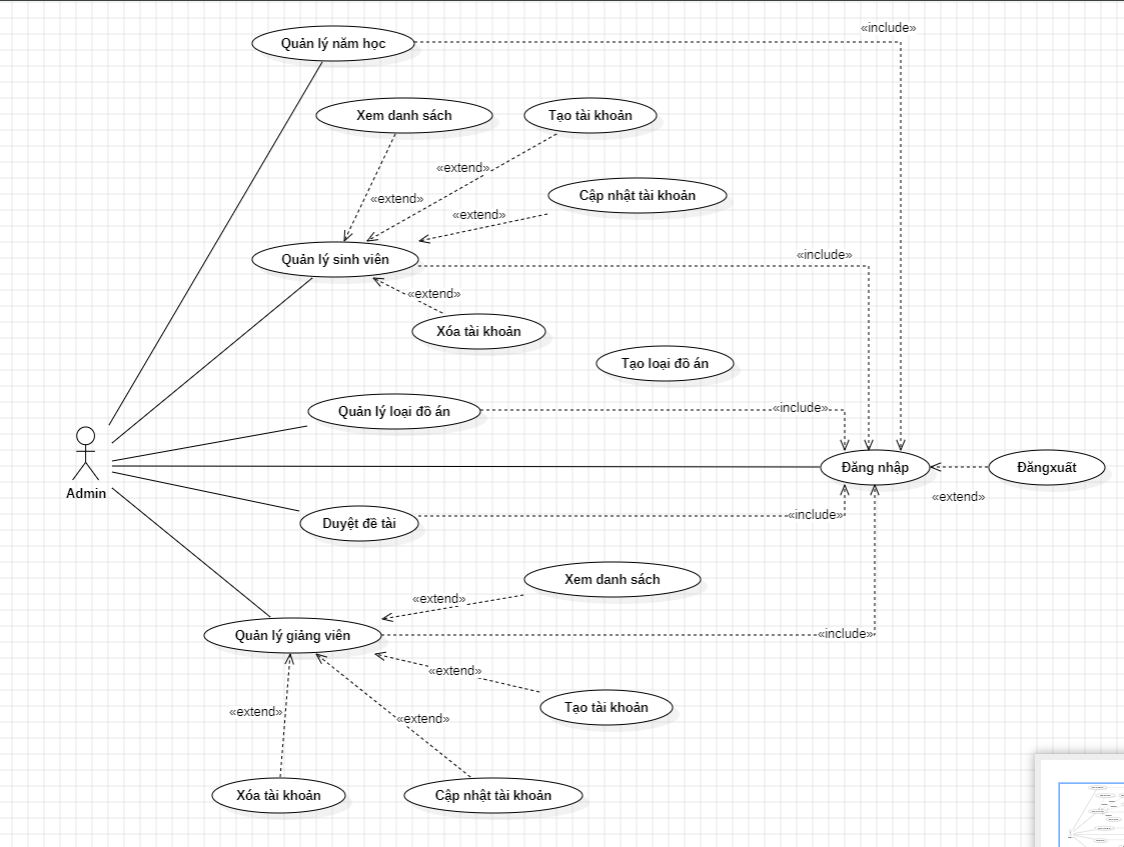 «include»
Quản lý năm học
Xem danh sách
Tạo tài khoản
«extend»
«extend»
Cập nhật tài khoản
«extend»
Quản lý sinh viên
«include»
«extend»
Xóa tài khoản
Tạo loại đồ án
Quản lý loại đồ án
«include»
Admin
Đăng nhập
Đăngxuất
«extend»
Duyệt đề tài
«include»
Xem danh sách
«extend»
Quản lý giảng viên
«include»
«extend»
Tạo tài khoản
«extend»
«extend»
Xóa tài khoản
Cập nhật tài khoản